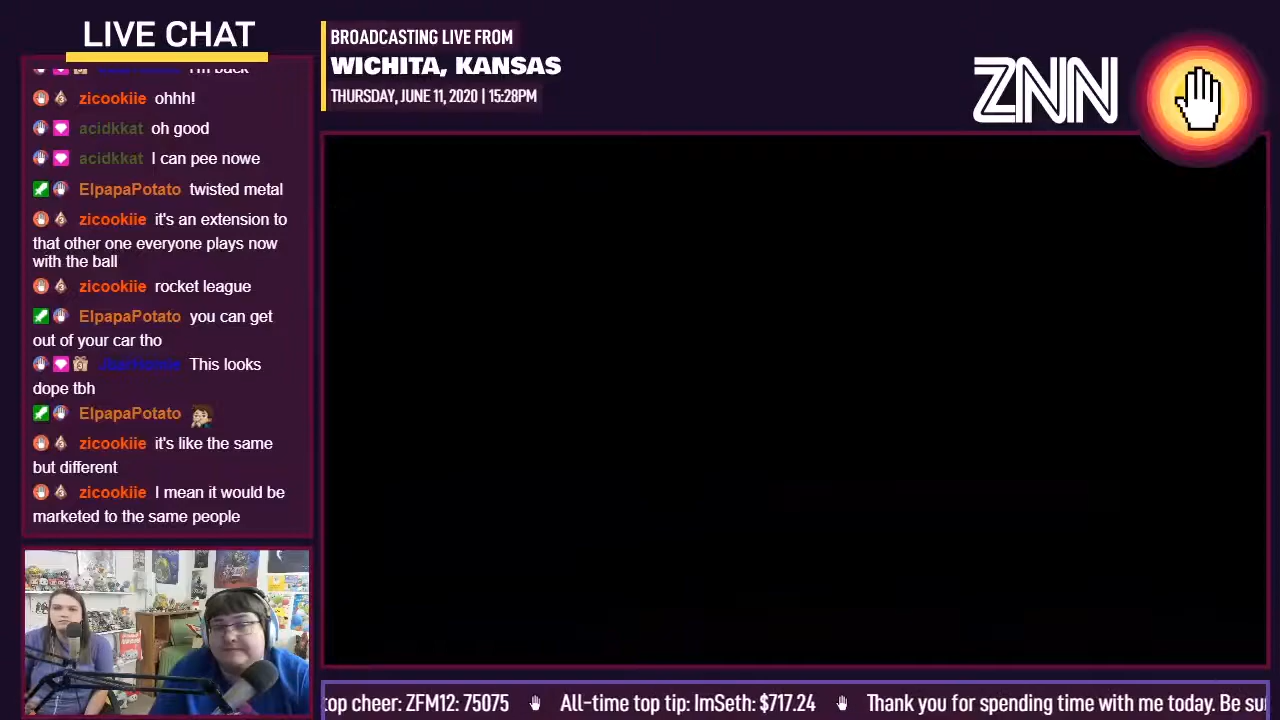 LIVE CHAT
I'm back
zicookiie ohhh!
acidkkat oh good
acidkkat I can pee nowe
ElpapaPotato twisted metal
zicookiie it's an extension to
that other one everyone plays now
with the ball
zicookiie rocket league
ElpapaPotato you can get
out of your car tho
This looks
dope tbh
ElpapaPotato
zicookiie it's like the same
but different
zicookiie I mean it would be
marketed to the same people
BROADCASTING LIVE FROM
WICHITA, KANSAS
THURSDAY, JUNE 11, 2020 | 15:28PM
ZNN
top cheer: ZFM12: 75075 All-time top tip: ImSeth: $717.24 Thank you for spending time with me today. Be